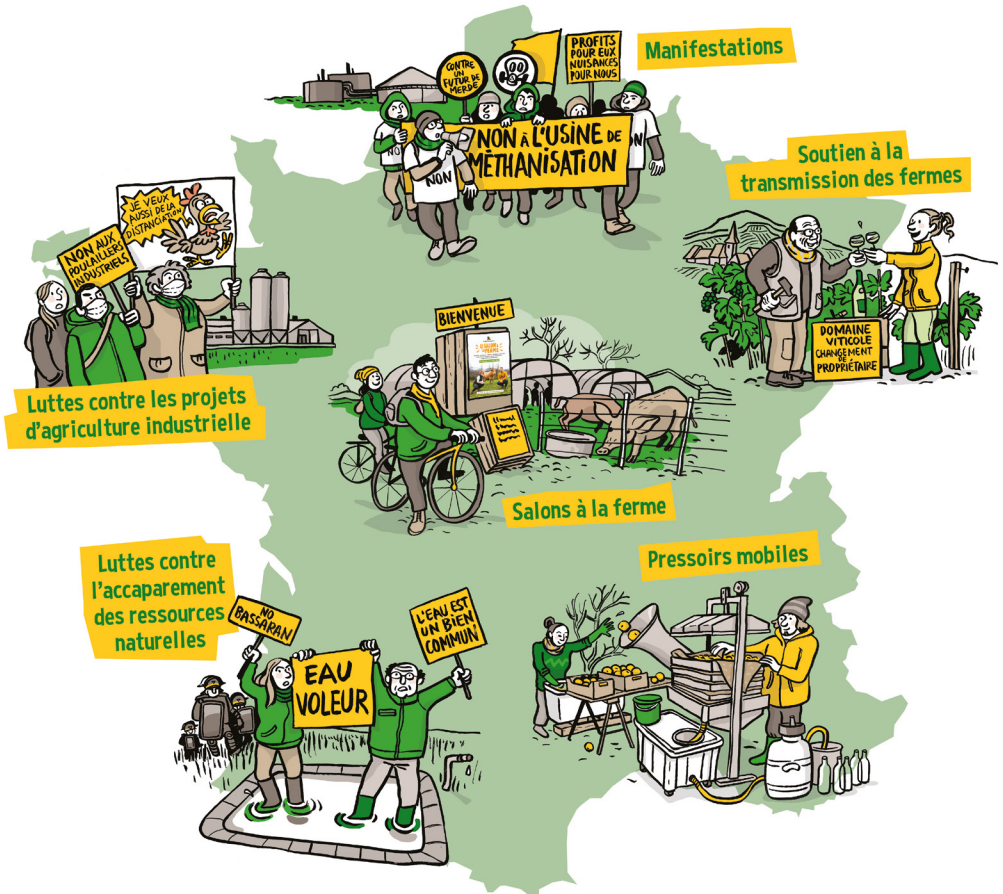 Manifestations
PROFITS
POUR EUX
NUISANCES
POUR NOUS
CONTRE
UN
FUTUR DE
MERDE
NON À L'USINE DE
MÉTHANISATION
NON
Soutien à la
transmission des fermes
DOMAINE
VITICOLE
CHANGEMENT
DE
PROPRIÉTAIRE
JE VEUX
AUSSI DE LA
DISTANCIATION
NON AUX
POULAILLERS
INDUSTRIELS
Luttes contre les projets
d'agriculture industrielle
BIENVENUE
Salons à la ferme
Luttes contre
l'accaparement
des ressources
naturelles
NO
BASSARAN
EAU
VOLEUR
L'EAU EST
UN BIEN
COMMUN
Pressoirs mobiles